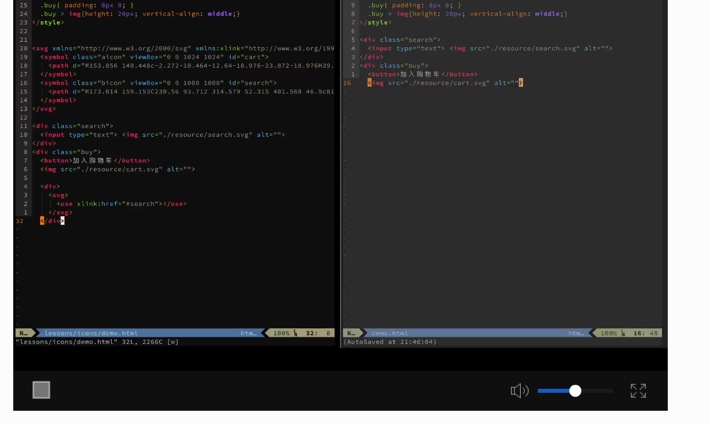 25 .buy{ padding: 8px 0; }
24 .buy > img{height: 20px; vertical-align: middle;}
23 </style>
22
21
20 <svg xmlns="http://www.w3.org/2000/svg" xmlns:xlink="http://www.w3.org/199
19 <symbol class="aicon" viewBox="0 0 1024 1024" id="cart">
18 <path d="M153.856 140.448c-2.272-10.464-12.64-18.976-23.872-18.976H39.
17 </symbol>
16 <symbol class="bicon" viewBox="0 0 1000 1000" id="search">
15 <path d="M173.814 159.153C230.56 93.712 314.579 52.315 401.568 46.9c81
14 </symbol>
13 </svg>
12
11 <div class="search">
10 <input type="text"> <img src="./resource/search.svg" alt="">
9 </div>
8 <div class="buy">
7 <button>加入购物车</button>
6 <img src="./resource/cart.svg" alt="">
5
4 <div>
3 <svg>
2 <use xlink:href="#search"></use>
1 </svg>
32 </div>
N… lessons/icons/demo.html htm… 100% 32: 8
"lessons/icons/demo.html" 32L, 2266C [w]
9 .buy{ padding: 8px 0; }
8 .buy > img{height: 20px; vertical-align: middle;}
7 </style>
6
5 <div class="search">
4 <input type="text"> <img src="./resource/search.svg" alt="">
3 </div>
2 <div class="buy">
1 <button>加入购物车</button>
16 <img src="./resource/cart.svg" alt="">
N… demo.html htm… 100% 16: 40
(AutoSaved at 21:46:04)